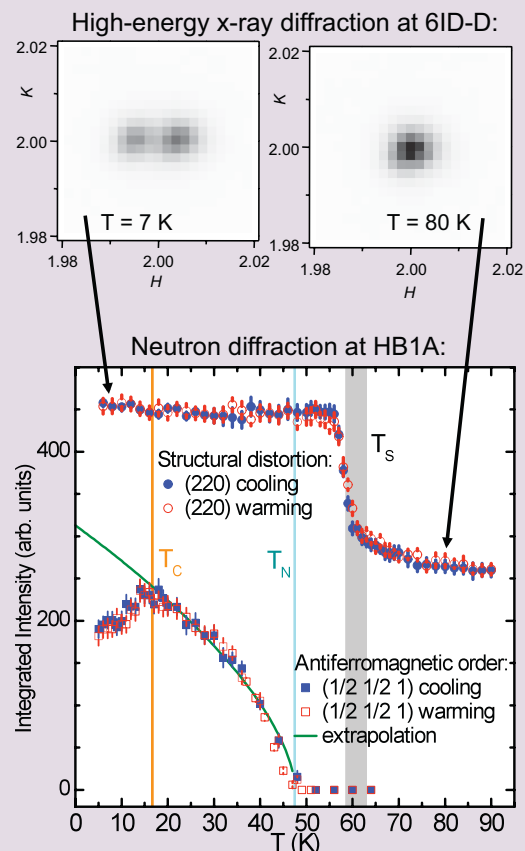 High-energy x-ray diffraction at 6ID-D:
2.02
K
2.00
1.98
T = 7 K
1.98 2.00 2.02
H
2.02
K
2.00
1.98
T = 80 K
1.98 2.00 2.02
H
Neutron diffraction at HB1A:
Integrated Intensity (arb. units)
400
200
0
Structural distortion:
(220) cooling
(220) warming
T_S
T_C
T_N
Antiferromagnetic order:
(1/2 1/2 1) cooling
(1/2 1/2 1) warming
extrapolation
0 10 20 30 40 50 60 70 80 90
T (K)